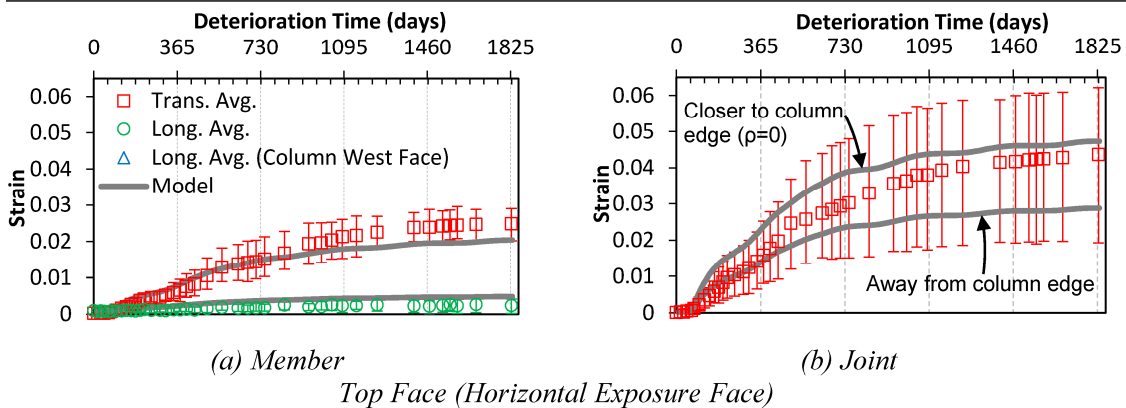 Deterioration Time (days)
0 365 730 1095 1460 1825
Strain
0.06
0.05
0.04
0.03
0.02
0.01
0
Trans. Avg.
Long. Avg.
Long. Avg. (Column West Face)
Model
(a) Member
Deterioration Time (days)
0 365 730 1095 1460 1825
Strain
0.06
0.05
0.04
0.03
0.02
0.01
0
Closer to column
edge (ρ=0)
Away from column edge
(b) Joint
Top Face (Horizontal Exposure Face)